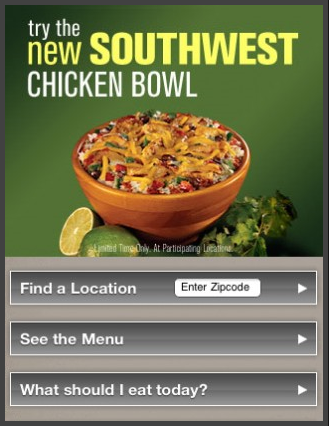 try the
new SOUTHWEST
CHICKEN BOWL
Limited Time Only. At Participating Locations.
Find a Location Enter Zipcode
See the Menu
What should I eat today?